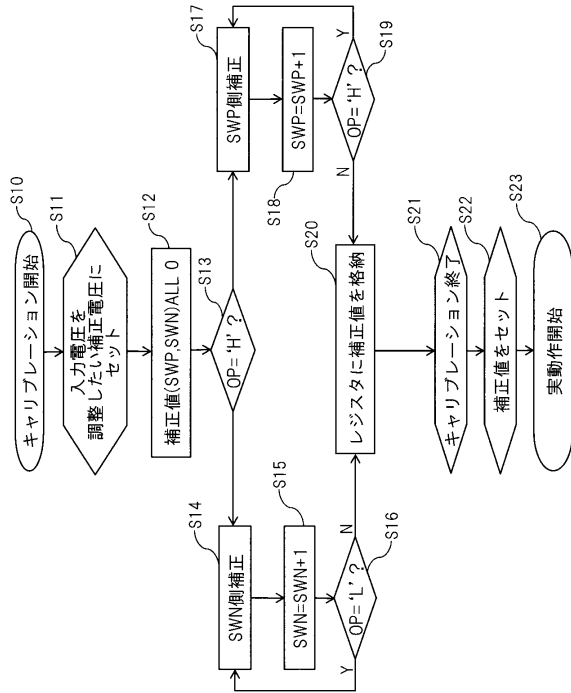 S10
キャリブレーション開始
S11
入力電圧を
調整したい補正電圧に
セット
S12
補正値(SWP,SWN)ALL 0
S13
OP='H' ?
S14
SWN側補正
S15
SWN=SWN+1
S16
OP='L' ?
Y
N
S17
SWP側補正
S18
SWP=SWP+1
S19
OP='H' ?
Y
N
S20
レジスタに補正値を格納
S21
キャリブレーション終了
S22
補正値をセット
S23
実動作開始